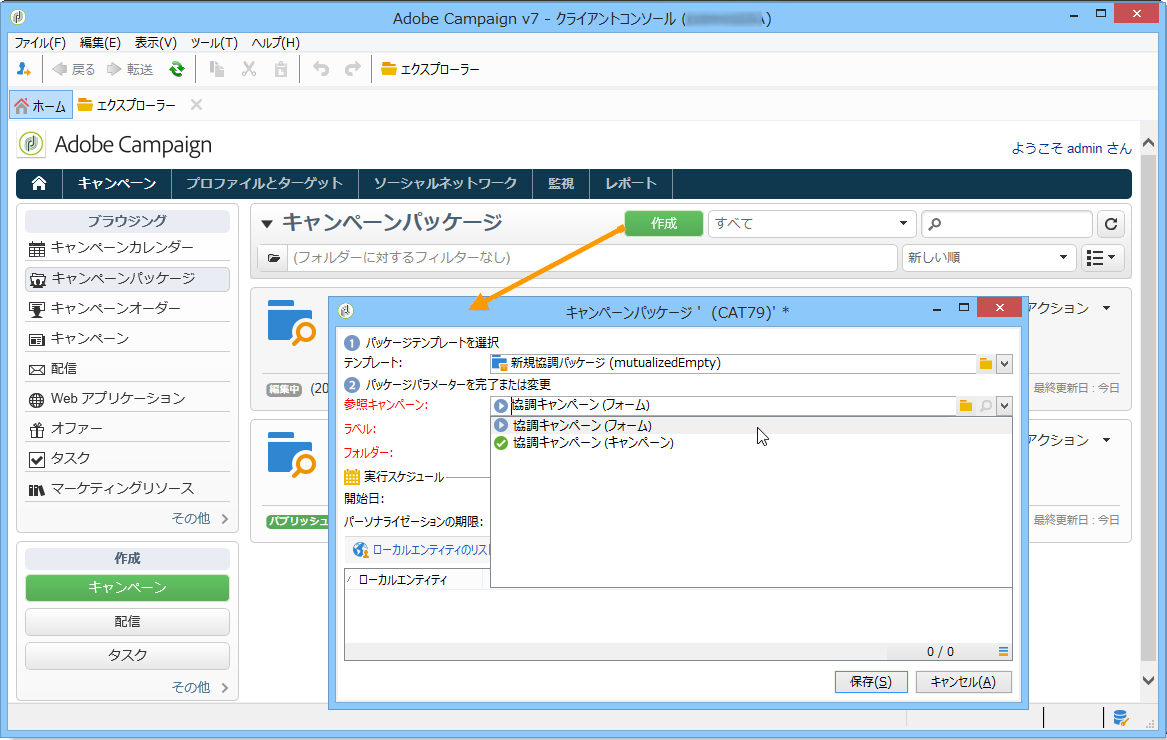 Adobe Campaign v7 - クライアントコンソール (
A)
ファイル(F) 編集(E) 表示(V) ツール(T) ヘルプ(H)
戻る 転送 エクスプローラー
ホーム エクスプローラー
Adobe Campaign
ようこそ admin さん
キャンペーン プロファイルとターゲット ソーシャルネットワーク 監視 レポート
ブラウジング
キャンペーンカレンダー
キャンペーンパッケージ
キャンペーンオーダー
キャンペーン
配信
Web アプリケーション
オファー
タスク
マーケティングリソース
その他
作成
キャンペーン
配信
タスク
その他
キャンペーンパッケージ 作成 すべて
(フォルダーに対するフィルターなし) 新しい順
アクション
編集中 (20
最終更新日 : 今日
アクション
パブリッシュ
最終更新日 : 今日
キャンペーンパッケージ ' (CAT79)' *
1 パッケージテンプレートを選択
テンプレート: 新規協調パッケージ (mutualizedEmpty)
2 パッケージパラメーターを完了または変更
参照キャンペーン: 協調キャンペーン (フォーム)
協調キャンペーン (フォーム)
協調キャンペーン (キャンペーン)
ラベル:
フォルダー:
実行スケジュール
開始日:
パーソナライゼーションの期限:
ローカルエンティティのリス
ローカルエンティティ
0 / 0
保存(S) キャンセル(A)